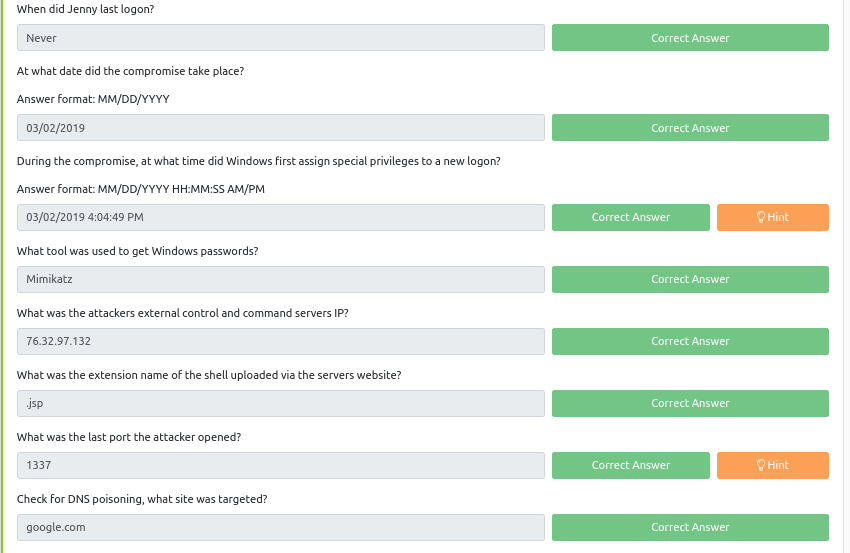 When did Jenny last logon?
Never
Correct Answer
At what date did the compromise take place?
Answer format: MM/DD/YYYY
03/02/2019
Correct Answer
During the compromise, at what time did Windows first assign special privileges to a new logon?
Answer format: MM/DD/YYYY HH:MM:SS AM/PM
03/02/2019 4:04:49 PM
Correct Answer
Hint
What tool was used to get Windows passwords?
Mimikatz
Correct Answer
What was the attackers external control and command servers IP?
76.32.97.132
Correct Answer
What was the extension name of the shell uploaded via the servers website?
.jsp
Correct Answer
What was the last port the attacker opened?
1337
Correct Answer
Hint
Check for DNS poisoning, what site was targeted?
google.com
Correct Answer